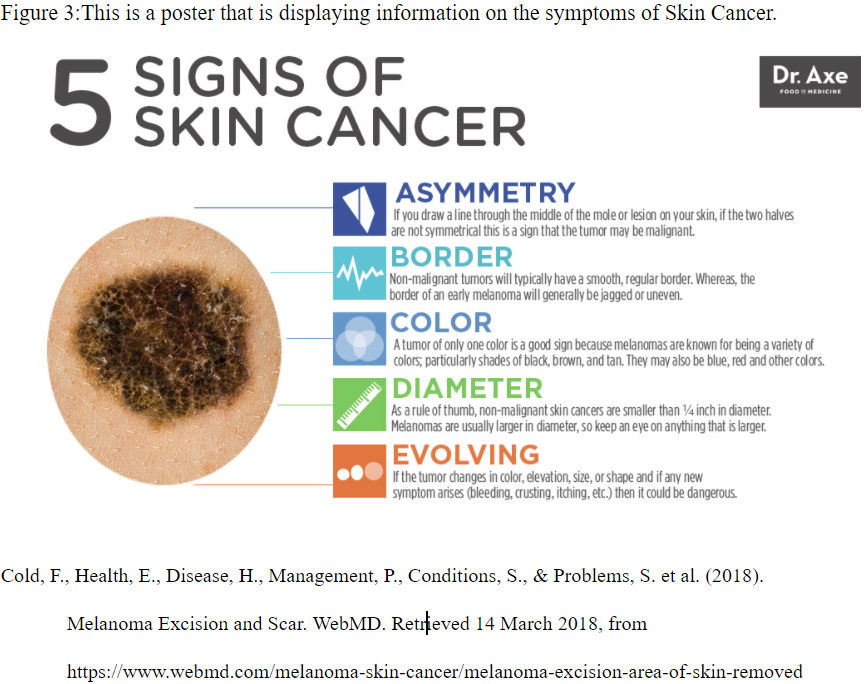 Figure 3:This is a poster that is displaying information on the symptoms of Skin Cancer.
5 SIGNS OF
SKIN CANCER
Dr. Axe
FOOD IS MEDICINE
ASYMMETRY
If you draw a line through the middle of the mole or lesion on your skin, if the two halves
are not symmetrical this is a sign that the tumor may be malignant.
BORDER
Non-malignant tumors will typically have a smooth, regular border. Whereas, the
border of an early melanoma will generally be jagged or uneven.
COLOR
A tumor of only one color is a good sign because melanomas are known for being a variety of
colors; particularly shades of black, brown, and tan. They may also be blue, red and other colors.
DIAMETER
As a rule of thumb, non-malignant skin cancers are smaller than ¼ inch in diameter.
Melanomas are usually larger in diameter, so keep an eye on anything that is larger.
EVOLVING
If the tumor changes in color, elevation, size, or shape and if any new
symptom arises (bleeding, crusting, itching, etc.) then it could be dangerous.
Cold, F., Health, E., Disease, H., Management, P., Conditions, S., & Problems, S. et al. (2018).
Melanoma Excision and Scar. WebMD. Retrieved 14 March 2018, from
https://www.webmd.com/melanoma-skin-cancer/melanoma-excision-area-of-skin-removed